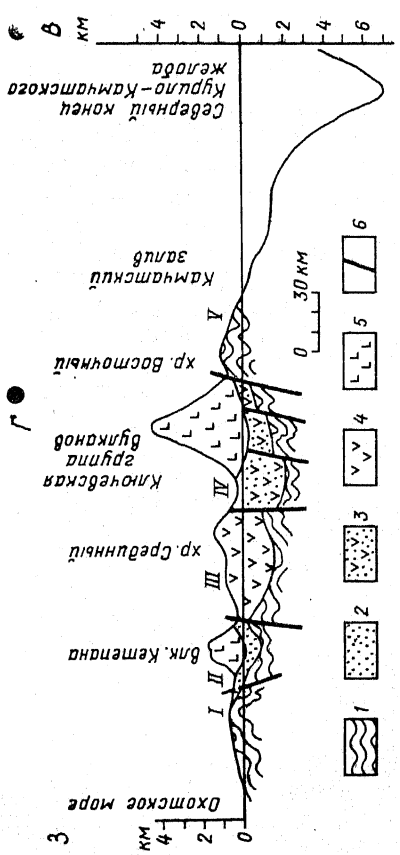 З
В
Г
км
4
2
0
км
4
2
0
2
4
6
Охотское море
влк. Кетепана
хр. Срединный
Ключевская
группа
вулканов
хр. Восточный
Камчатский
залив
Северный конец
Курило-Камчатского
желоба
I
II
III
IV
V
0 30 км
1
2
3
4
5
6